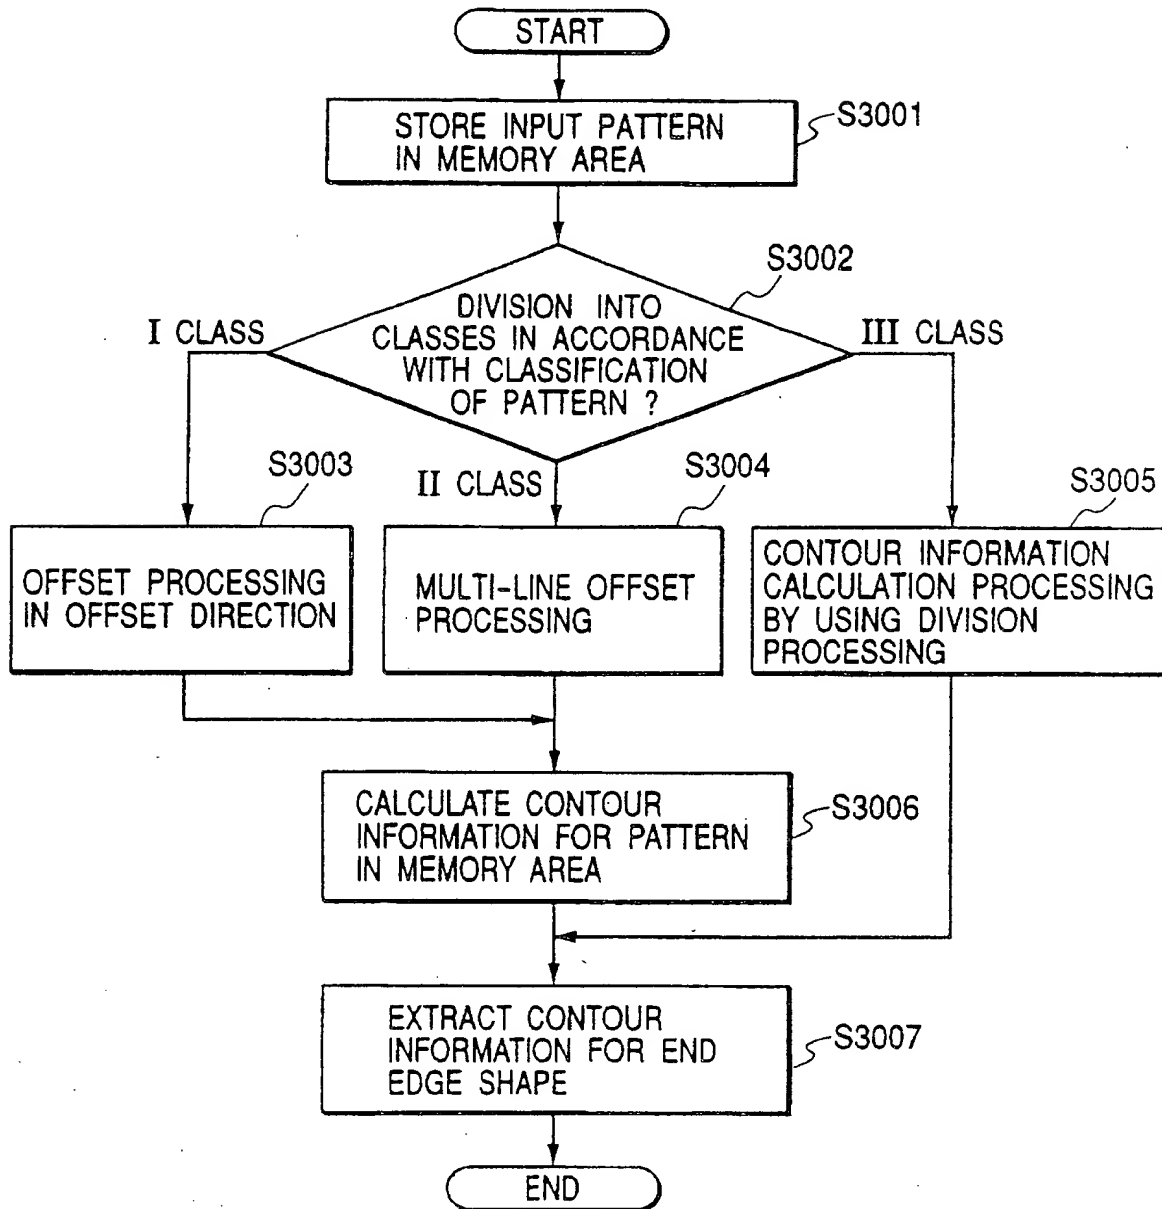 START
STORE INPUT PATTERN
IN MEMORY AREA
S3001
S3002
DIVISION INTO
CLASSES IN ACCORDANCE
WITH CLASSIFICATION
OF PATTERN ?
I CLASS
III CLASS
II CLASS
S3003
OFFSET PROCESSING
IN OFFSET DIRECTION
S3004
MULTI-LINE OFFSET
PROCESSING
S3005
CONTOUR INFORMATION
CALCULATION PROCESSING
BY USING DIVISION
PROCESSING
CALCULATE CONTOUR
INFORMATION FOR PATTERN
IN MEMORY AREA
S3006
EXTRACT CONTOUR
INFORMATION FOR END
EDGE SHAPE
S3007
END